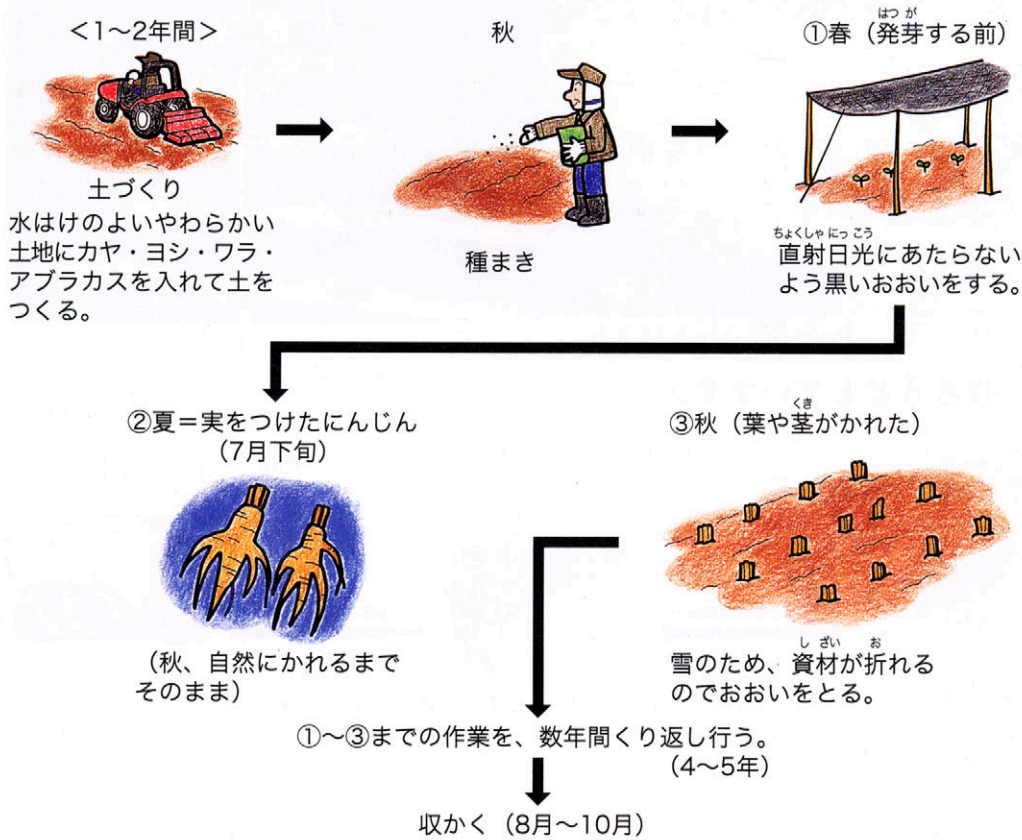 <1～2年間>
土づくり
水はけのよいやわらかい
土地にカヤ・ヨシ・ワラ・
アブラカスを入れて土を
つくる。
秋
種まき
はつが
①春（発芽する前）
ちょくしゃにっこう
直射日光にあたらない
よう黒いおおいをする。
②夏＝実をつけたにんじん
（7月下旬）
（秋、自然にかれるまで
そのまま）
くき
③秋（葉や茎がかれた）
しざい お
雪のため、資材が折れる
のでおおいをとる。
①～③までの作業を、数年間くり返し行う。
（4～5年）
収かく（8月～10月）